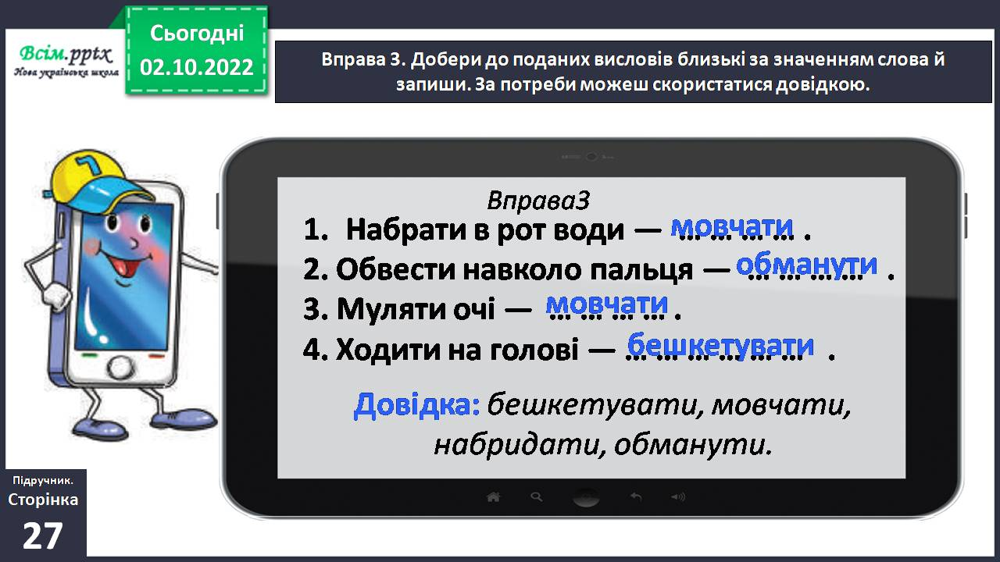 Всім.pptx
Нова українська школа
Сьогодні
02.10.2022
Вправа 3. Добери до поданих висловів близькі за значенням слова й
запиши. За потреби можеш скористатися довідкою.
Вправа3
1. Набрати в рот води — мовчати .
2. Обвести навколо пальця — обманути .
3. Муляти очі — мовчати .
4. Ходити на голові — бешкетувати .
Довідка: бешкетувати, мовчати,
набридати, обманути.
Підручник.
Сторінка
27